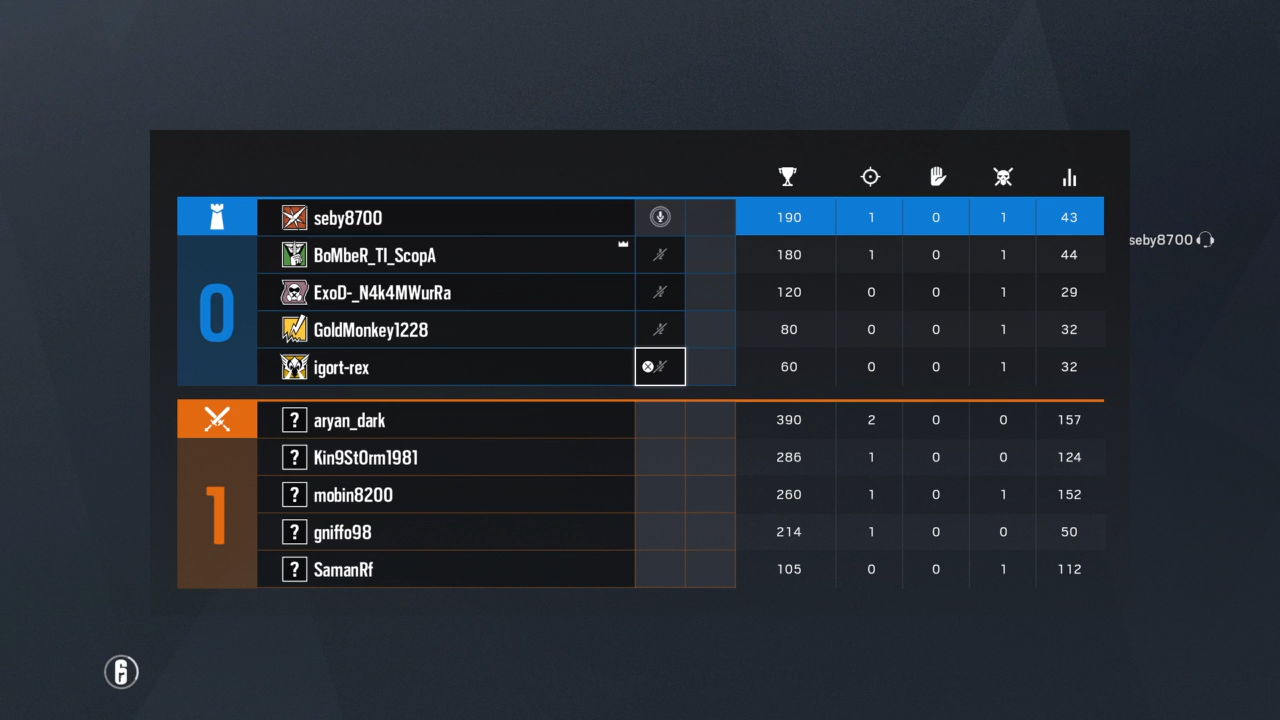 seby8700 190 1 0 1 43
seby8700
BoMbeR_TI_ScopA 180 1 0 1 44
ExoD-_N4k4MWurRa 120 0 0 1 29
0
GoldMonkey1228 80 0 0 1 32
igort-rex 60 0 0 1 32
? aryan_dark 390 2 0 0 157
? Kin9StOrm1981 286 1 0 0 124
? mobin8200 260 1 0 1 152
1
? gniffo98 214 1 0 0 50
? SamanRf 105 0 0 1 112
6